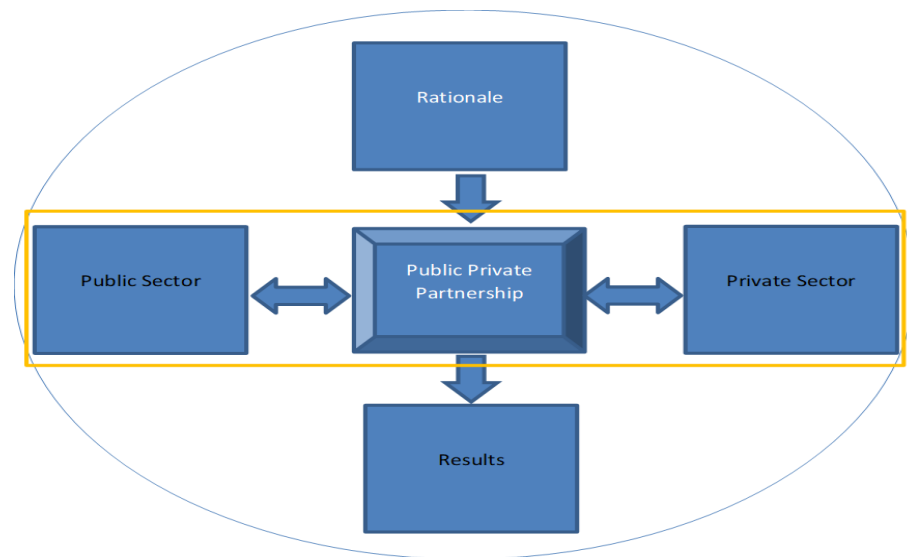 Rationale
Public Sector
Public Private
Partnership
Private Sector
Results